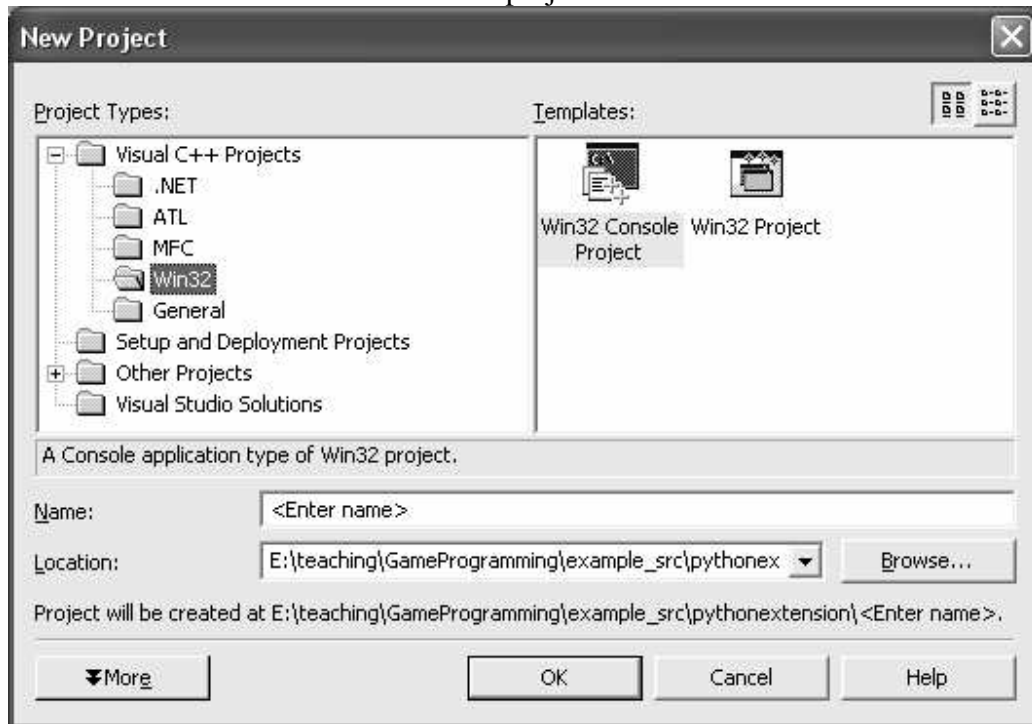 proj
New Project
Project Types:
Templates:
Visual C++ Projects
.NET
ATL
MFC
Win32
General
Setup and Deployment Projects
Other Projects
Visual Studio Solutions
Win32 Console
Project
Win32 Project
A Console application type of Win32 project.
Name:
<Enter name>
Location:
E:\teaching\GameProgramming\example_src\pythonex
Browse...
Project will be created at E:\teaching\GameProgramming\example_src\pythonextension\<Enter name>.
More
OK
Cancel
Help